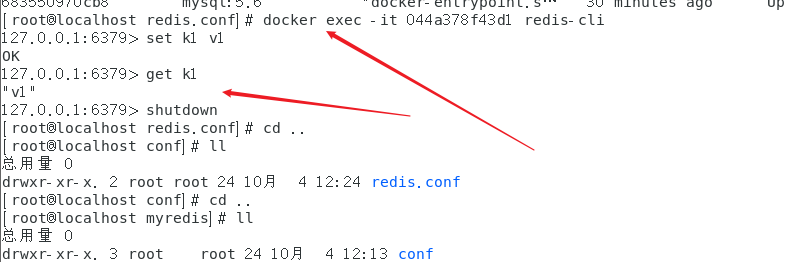 683550970cb8 mysql:5.6 "docker-entrypoint.s… 30 minutes ago Up
[root@localhost redis.conf]# docker exec -it 044a378f43d1 redis-cli
127.0.0.1:6379> set k1 v1
OK
127.0.0.1:6379> get k1
"v1"
127.0.0.1:6379> shutdown
[root@localhost redis.conf]# cd ..
[root@localhost conf]# ll
总用量 0
drwxr-xr-x. 2 root root 24 10月 4 12:24 redis.conf
[root@localhost conf]# cd ..
[root@localhost myredis]# ll
总用量 0
drwxr-xr-x. 3 root root 24 10月 4 12:13 conf